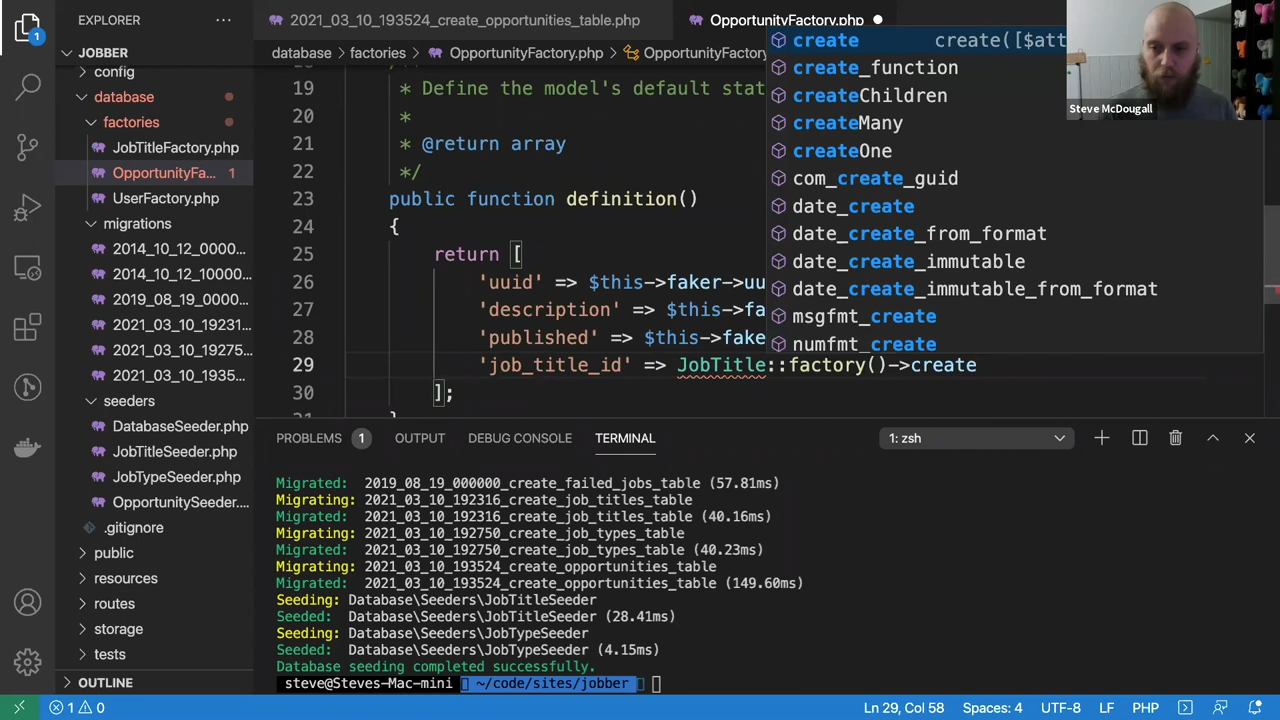 EXPLORER
JOBBER
config
database
factories
JobTitleFactory.php
OpportunityFa... 1
UserFactory.php
migrations
2014_10_12_0000...
2014_10_12_10000...
2019_08_19_0000...
2021_03_10_19231...
2021_03_10_19275...
2021_03_10_1935...
seeders
DatabaseSeeder.php
JobTitleSeeder.php
JobTypeSeeder.php
OpportunitySeeder....
.gitignore
public
resources
routes
storage
tests
OUTLINE
1
2021_03_10_193524_create_opportunities_table.php
OpportunityFactory.php
database > factories > OpportunityFactory.php > OpportunityFactory
19 * Define the model's default stat
20 *
21 * @return array
22 */
23 public function definition()
24 {
25 return [
26 'uuid' => $this->faker->uu
27 'description' => $this->fa
28 'published' => $this->fake
29 'job_title_id' => JobTitle::factory()->create
30 ];
create create([$att
create_function
createChildren
createMany
createOne
com_create_guid
date_create
date_create_from_format
date_create_immutable
date_create_immutable_from_format
msgfmt_create
numfmt_create
Steve McDougall
PROBLEMS 1 OUTPUT DEBUG CONSOLE TERMINAL 1: zsh
Migrated: 2019_08_19_000000_create_failed_jobs_table (57.81ms)
Migrating: 2021_03_10_192316_create_job_titles_table
Migrated: 2021_03_10_192316_create_job_titles_table (40.16ms)
Migrating: 2021_03_10_192750_create_job_types_table
Migrated: 2021_03_10_192750_create_job_types_table (40.23ms)
Migrating: 2021_03_10_193524_create_opportunities_table
Migrated: 2021_03_10_193524_create_opportunities_table (149.60ms)
Seeding: Database\Seeders\JobTitleSeeder
Seeded: Database\Seeders\JobTitleSeeder (28.41ms)
Seeding: Database\Seeders\JobTypeSeeder
Seeded: Database\Seeders\JobTypeSeeder (4.15ms)
Database seeding completed successfully.
steve@Steves-Mac-mini ~/code/sites/jobber
1 0 Ln 29, Col 58 Spaces: 4 UTF-8 LF PHP